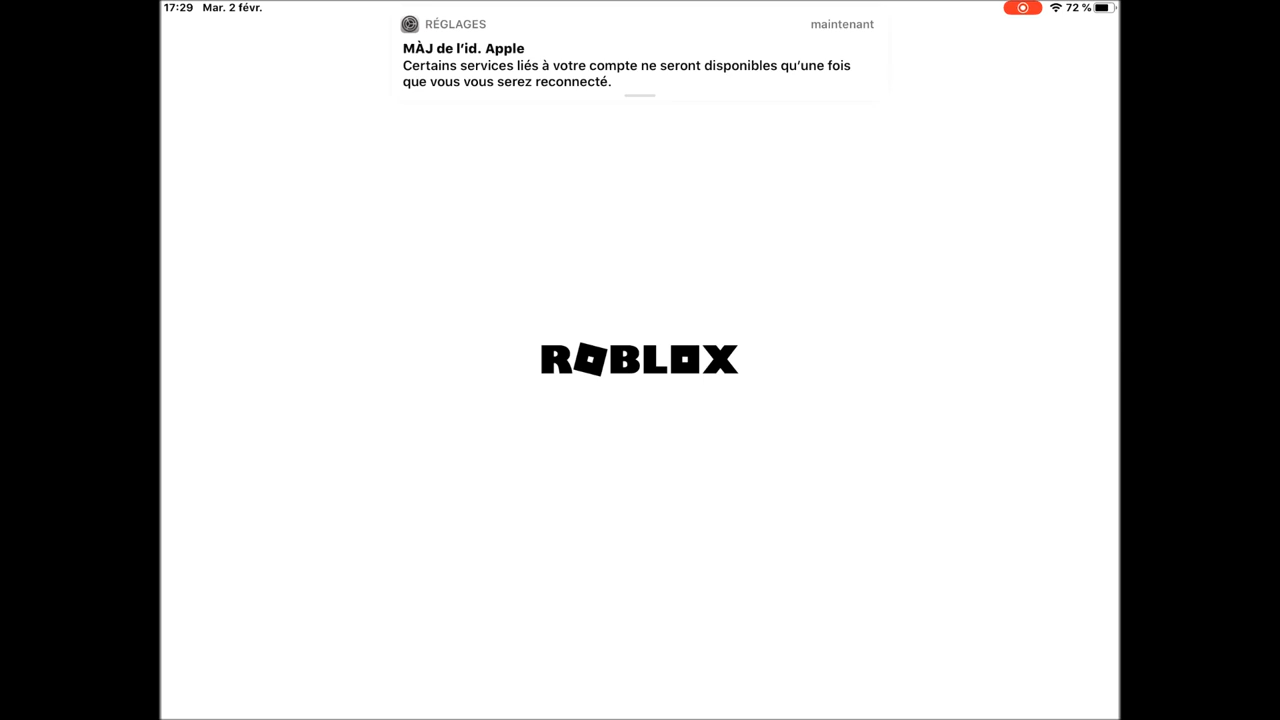 17:29 Mar. 2 févr.
72 %
RÉGLAGES
maintenant
MÀJ de l’id. Apple
Certains services liés à votre compte ne seront disponibles qu’une fois
que vous vous serez reconnecté.
ROBLOX